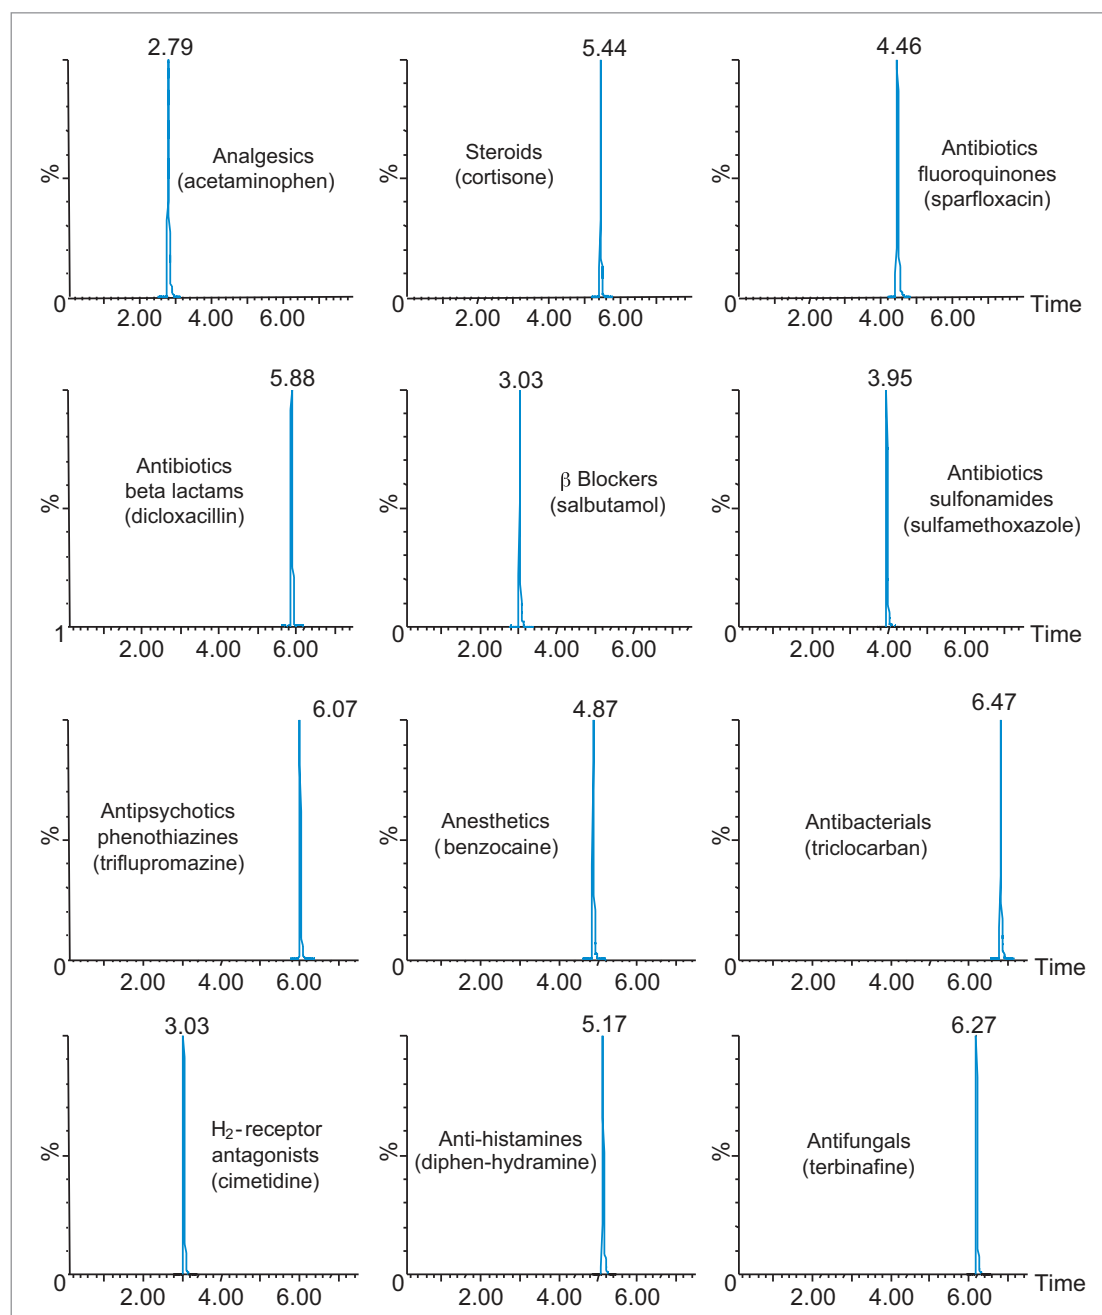 2.79
%
Analgesics
(acetaminophen)
0
2.00 4.00 6.00
5.44
%
Steroids
(cortisone)
0
2.00 4.00 6.00
4.46
%
Antibiotics
fluoroquinones
(sparfloxacin)
0
2.00 4.00 6.00
Time
5.88
%
Antibiotics
beta lactams
(dicloxacillin)
1
2.00 4.00 6.00
3.03
%
β Blockers
(salbutamol)
0
2.00 4.00 6.00
3.95
%
Antibiotics
sulfonamides
(sulfamethoxazole)
0
2.00 4.00 6.00
Time
6.07
%
Antipsychotics
phenothiazines
(triflupromazine)
0
2.00 4.00 6.00
4.87
%
Anesthetics
(benzocaine)
0
2.00 4.00 6.00
6.47
%
Antibacterials
(triclocarban)
0
2.00 4.00 6.00
Time
3.03
%
H₂-receptor
antagonists
(cimetidine)
0
2.00 4.00 6.00
5.17
%
Anti-histamines
(diphen-hydramine)
0
2.00 4.00 6.00
6.27
%
Antifungals
(terbinafine)
0
2.00 4.00 6.00
Time